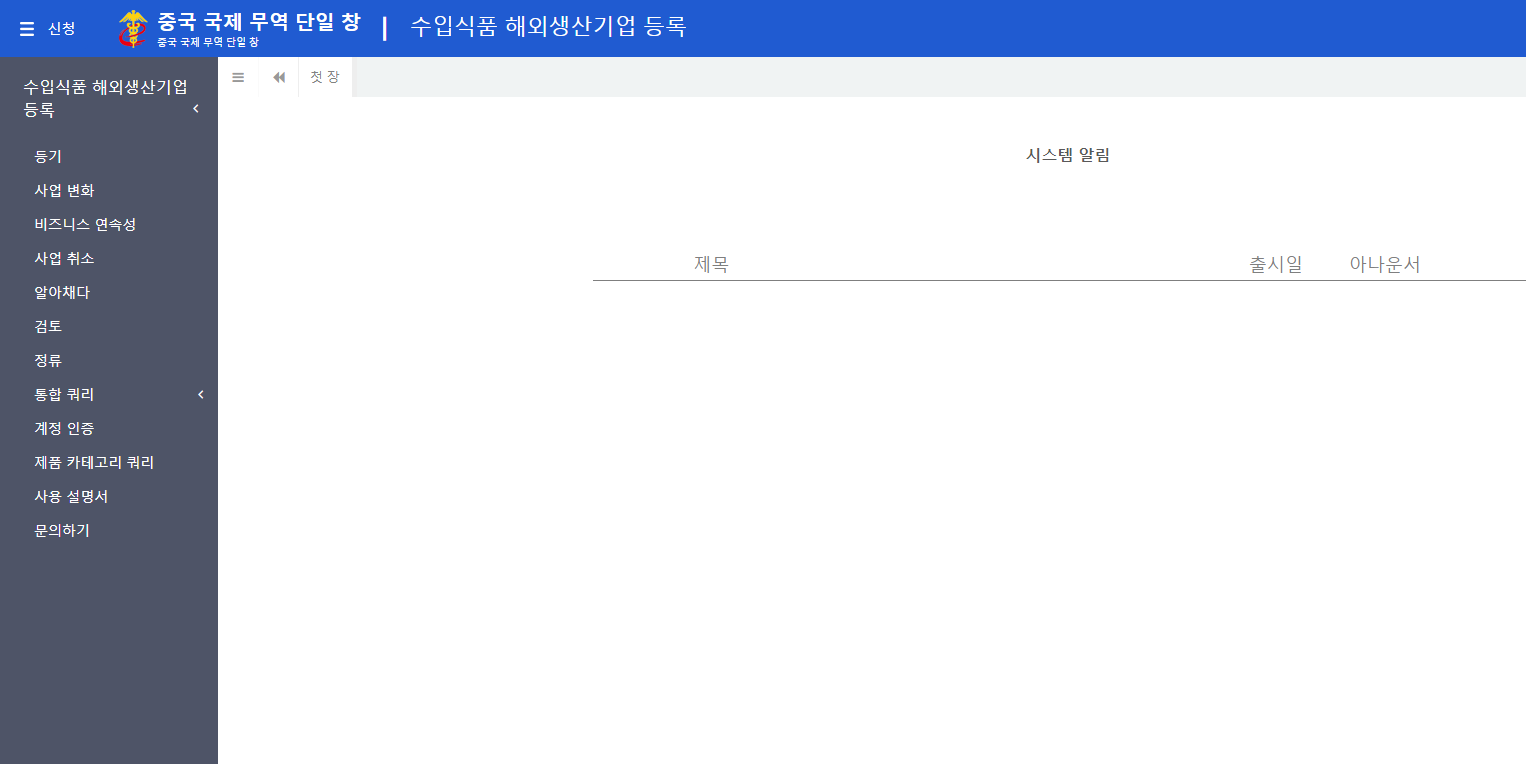 신청
중국 국제 무역 단일 창
중국 국제 무역 단일 창
수입식품 해외생산기업 등록
수입식품 해외생산기업
등록
첫 장
등기
사업 변화
비즈니스 연속성
사업 취소
알아채다
검토
정류
통합 쿼리
계정 인증
제품 카테고리 쿼리
사용 설명서
문의하기
시스템 알림
제목 출시일 아나운서